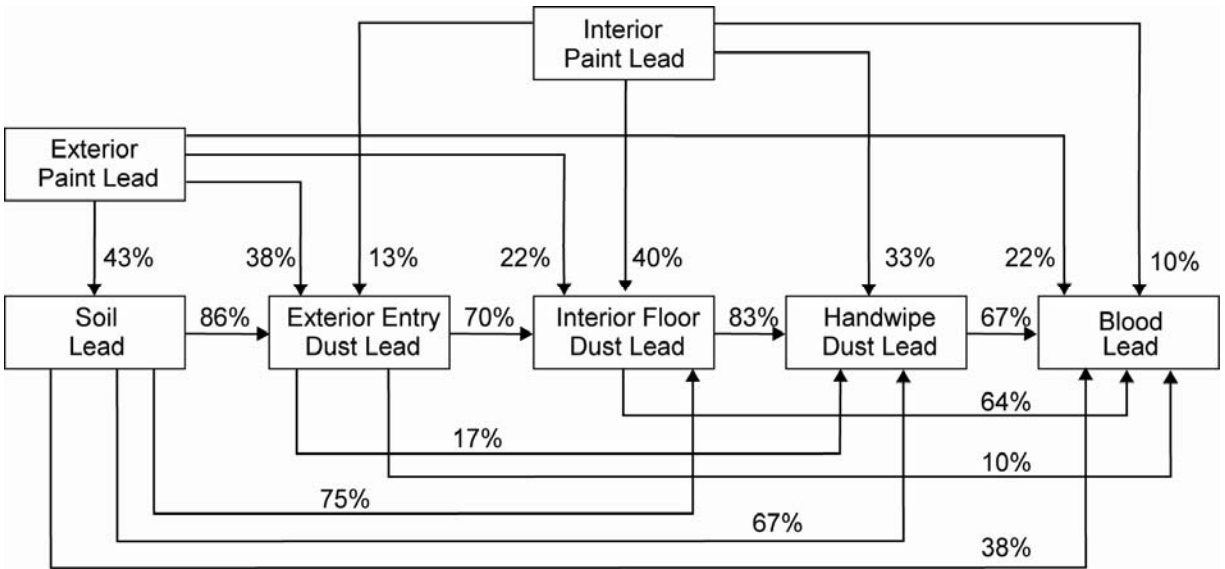 Interior
Paint Lead
Exterior
Paint Lead
43%
38%
13%
22%
40%
33%
22%
10%
Soil
Lead
86%
Exterior Entry
Dust Lead
70%
Interior Floor
Dust Lead
83%
Handwipe
Dust Lead
67%
Blood
Lead
64%
17%
10%
75%
67%
38%